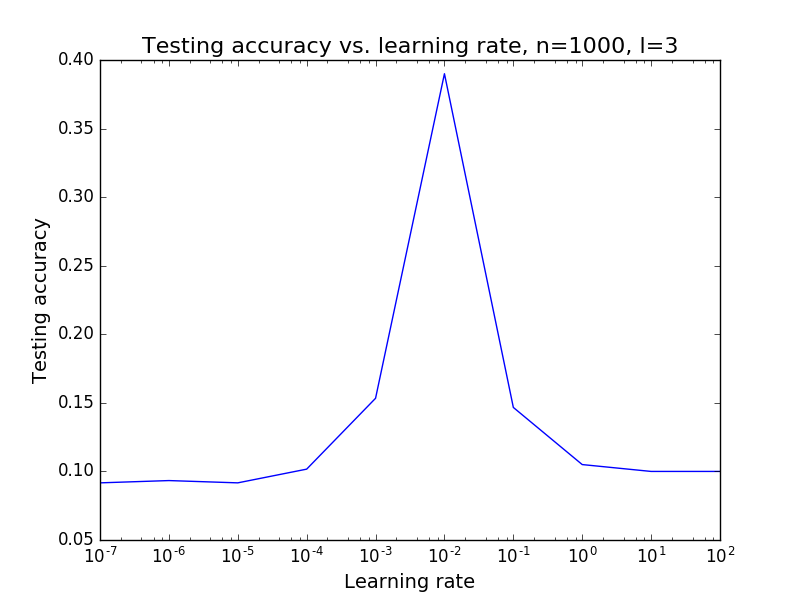 Testing accuracy vs. learning rate, n=1000, l=3
0.40
0.35
0.30
0.25
0.20
0.15
0.10
0.05
Testing accuracy
10^-7 10^-6 10^-5 10^-4 10^-3 10^-2 10^-1 10^0 10^1 10^2
Learning rate